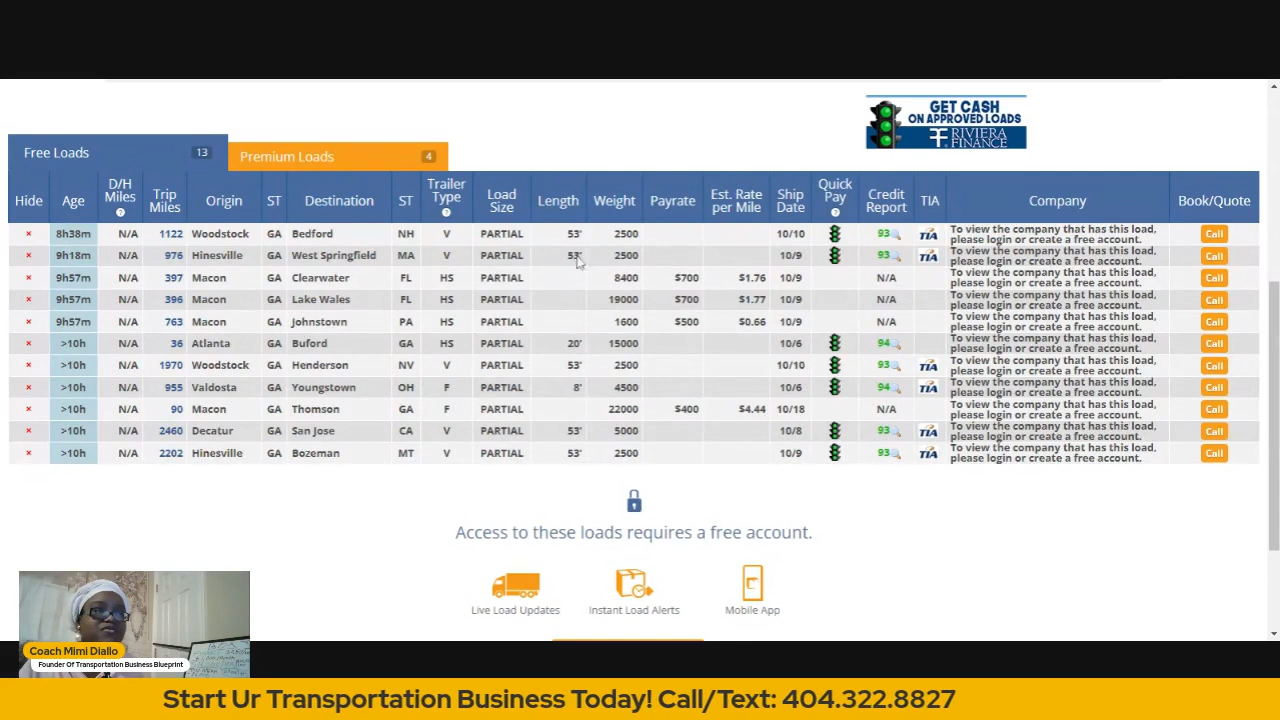 GET CASH
ON APPROVED LOADS
RIVIERA
FINANCE
Free Loads 13
Premium Loads 4
Hide Age D/H Miles ? Trip Miles Origin ST Destination ST Trailer Type ? Load Size Length Weight Payrate Est. Rate per Mile Ship Date Quick Pay ? Credit Report TIA Company Book/Quote
× 8h38m N/A 1122 Woodstock GA Bedford NH V PARTIAL 53' 2500 10/10 93 TIA To view the company that has this load, please login or create a free account. Call
× 9h18m N/A 976 Hinesville GA West Springfield MA V PARTIAL 53' 2500 10/9 93 TIA To view the company that has this load, please login or create a free account. Call
× 9h57m N/A 397 Macon GA Clearwater FL HS PARTIAL 8400 $700 $1.76 10/9 N/A To view the company that has this load, please login or create a free account. Call
× 9h57m N/A 396 Macon GA Lake Wales FL HS PARTIAL 19000 $700 $1.77 10/9 N/A To view the company that has this load, please login or create a free account. Call
× 9h57m N/A 763 Macon GA Johnstown PA HS PARTIAL 1600 $500 $0.66 10/9 N/A To view the company that has this load, please login or create a free account. Call
× >10h N/A 36 Atlanta GA Buford GA HS PARTIAL 20' 15000 10/6 94 To view the company that has this load, please login or create a free account. Call
× >10h N/A 1970 Woodstock GA Henderson NV V PARTIAL 53' 2500 10/10 93 TIA To view the company that has this load, please login or create a free account. Call
× >10h N/A 955 Valdosta GA Youngstown OH F PARTIAL 8' 4500 10/6 94 TIA To view the company that has this load, please login or create a free account. Call
× >10h N/A 90 Macon GA Thomson GA F PARTIAL 22000 $400 $4.44 10/18 N/A To view the company that has this load, please login or create a free account. Call
× >10h N/A 2460 Decatur GA San Jose CA V PARTIAL 53' 5000 10/8 93 TIA To view the company that has this load, please login or create a free account. Call
× >10h N/A 2202 Hinesville GA Bozeman MT V PARTIAL 53' 2500 10/9 93 TIA To view the company that has this load, please login or create a free account. Call
Access to these loads requires a free account.
Live Load Updates Instant Load Alerts Mobile App
Coach Mimi Diallo
Founder Of Transportation Business Blueprint
Start Ur Transportation Business Today! Call/Text: 404.322.8827